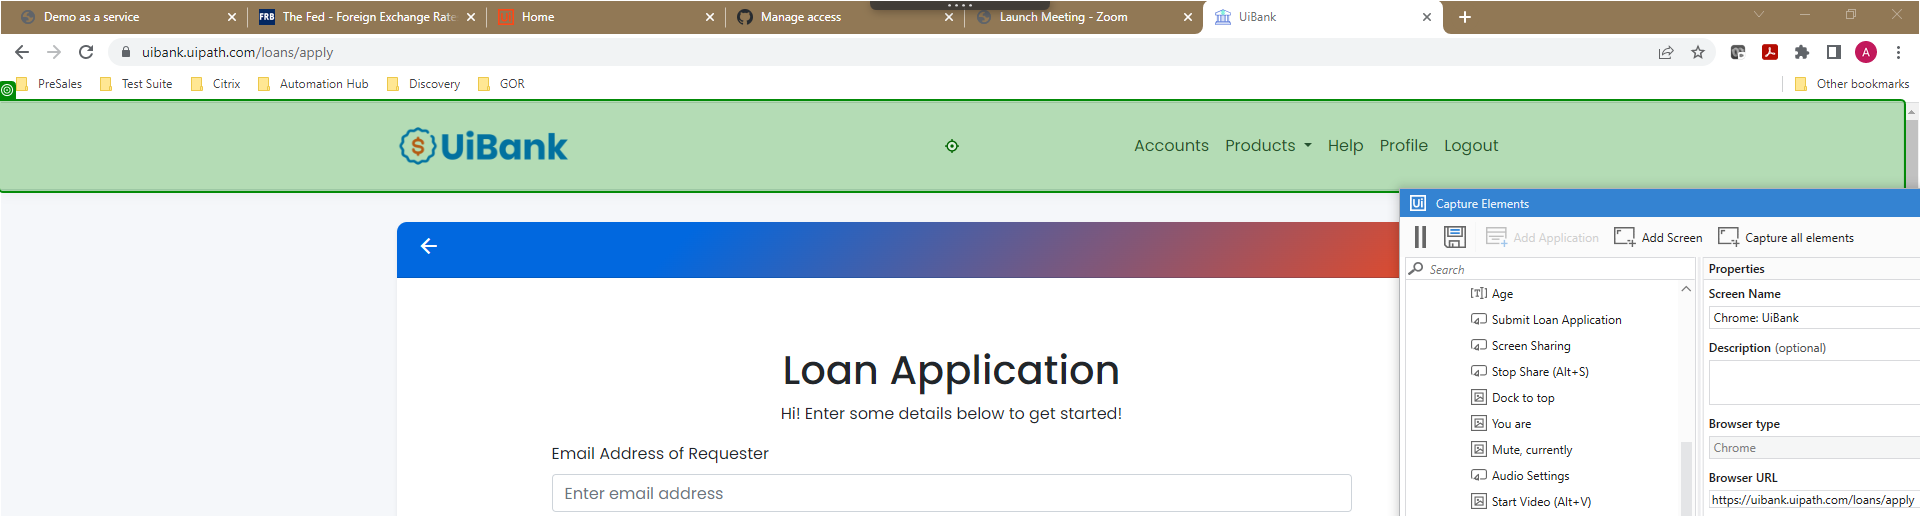 Demo as a service
FRB The Fed - Foreign Exchange Rate
Home
Manage access
Launch Meeting - Zoom
UiBank
uibank.uipath.com/loans/apply
A
PreSales
Test Suite
Citrix
Automation Hub
Discovery
GOR
Other bookmarks
$ UiBank
Accounts
Products
Help
Profile
Logout
Loan Application
Hi! Enter some details below to get started!
Email Address of Requester
Enter email address
Ui Capture Elements
Add Application
Add Screen
Capture all elements
Search
Age
Submit Loan Application
Screen Sharing
Stop Share (Alt+S)
Dock to top
You are
Mute, currently
Audio Settings
Start Video (Alt+V)
Properties
Screen Name
Chrome: UiBank
Description (optional)
Browser type
Chrome
Browser URL
https://uibank.uipath.com/loans/apply